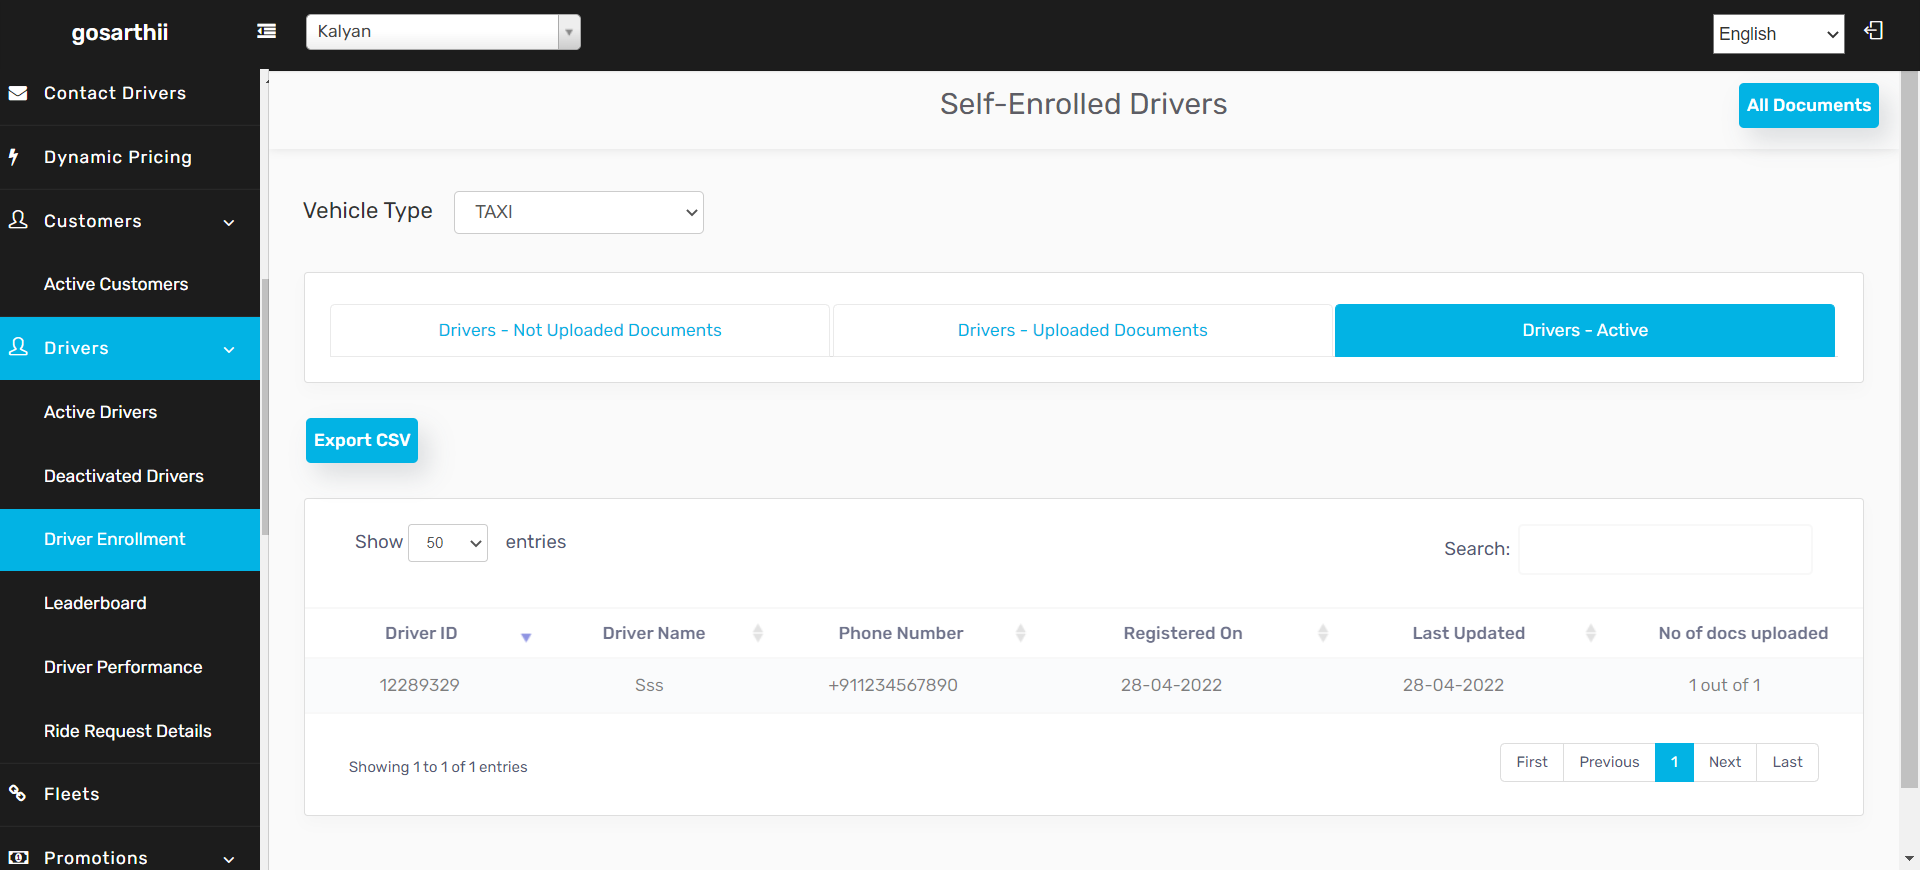 gosarthii
Kalyan
English
Contact Drivers
Dynamic Pricing
Customers
Active Customers
Drivers
Active Drivers
Deactivated Drivers
Driver Enrollment
Leaderboard
Driver Performance
Ride Request Details
Fleets
Promotions
Self-Enrolled Drivers
All Documents
Vehicle Type TAXI
Drivers - Not Uploaded Documents Drivers - Uploaded Documents Drivers - Active
Export CSV
Show 50 entries
Search:
Driver ID Driver Name Phone Number Registered On Last Updated No of docs uploaded
12289329 Sss +911234567890 28-04-2022 28-04-2022 1 out of 1
Showing 1 to 1 of 1 entries
First Previous 1 Next Last